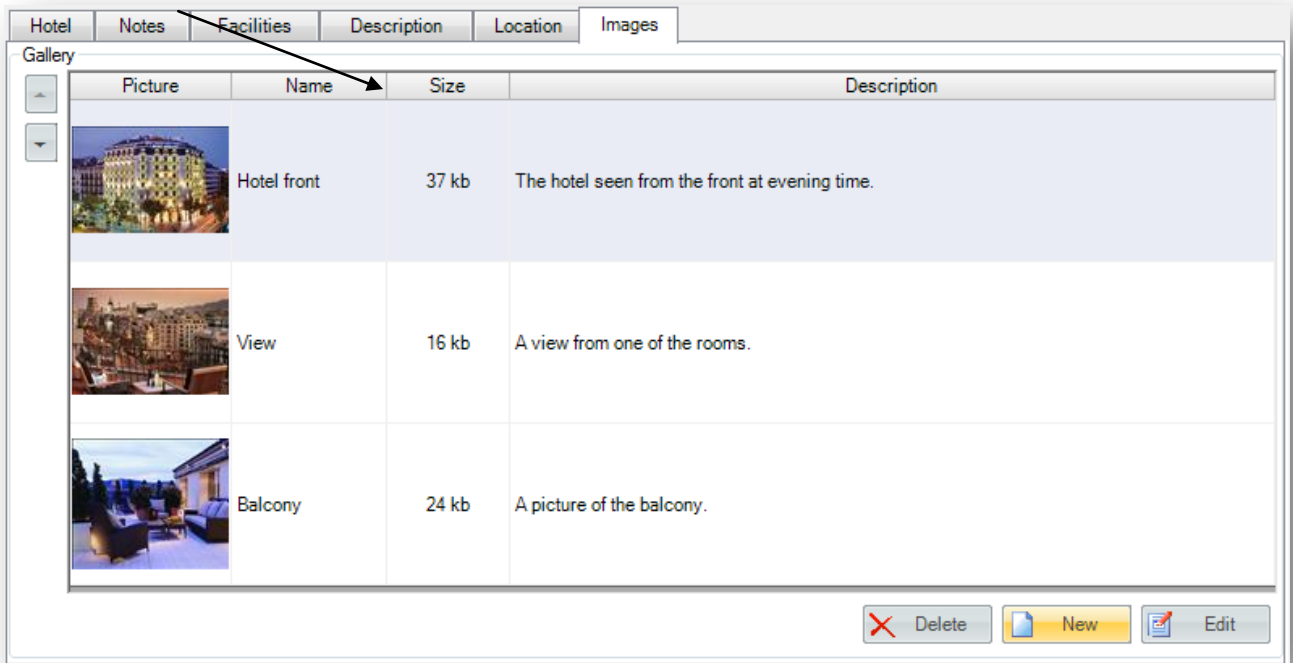 Hotel Notes Facilities Description Location Images
Gallery
Picture Name Size Description
Hotel front 37 kb The hotel seen from the front at evening time.
View 16 kb A view from one of the rooms.
Balcony 24 kb A picture of the balcony.
Delete New Edit